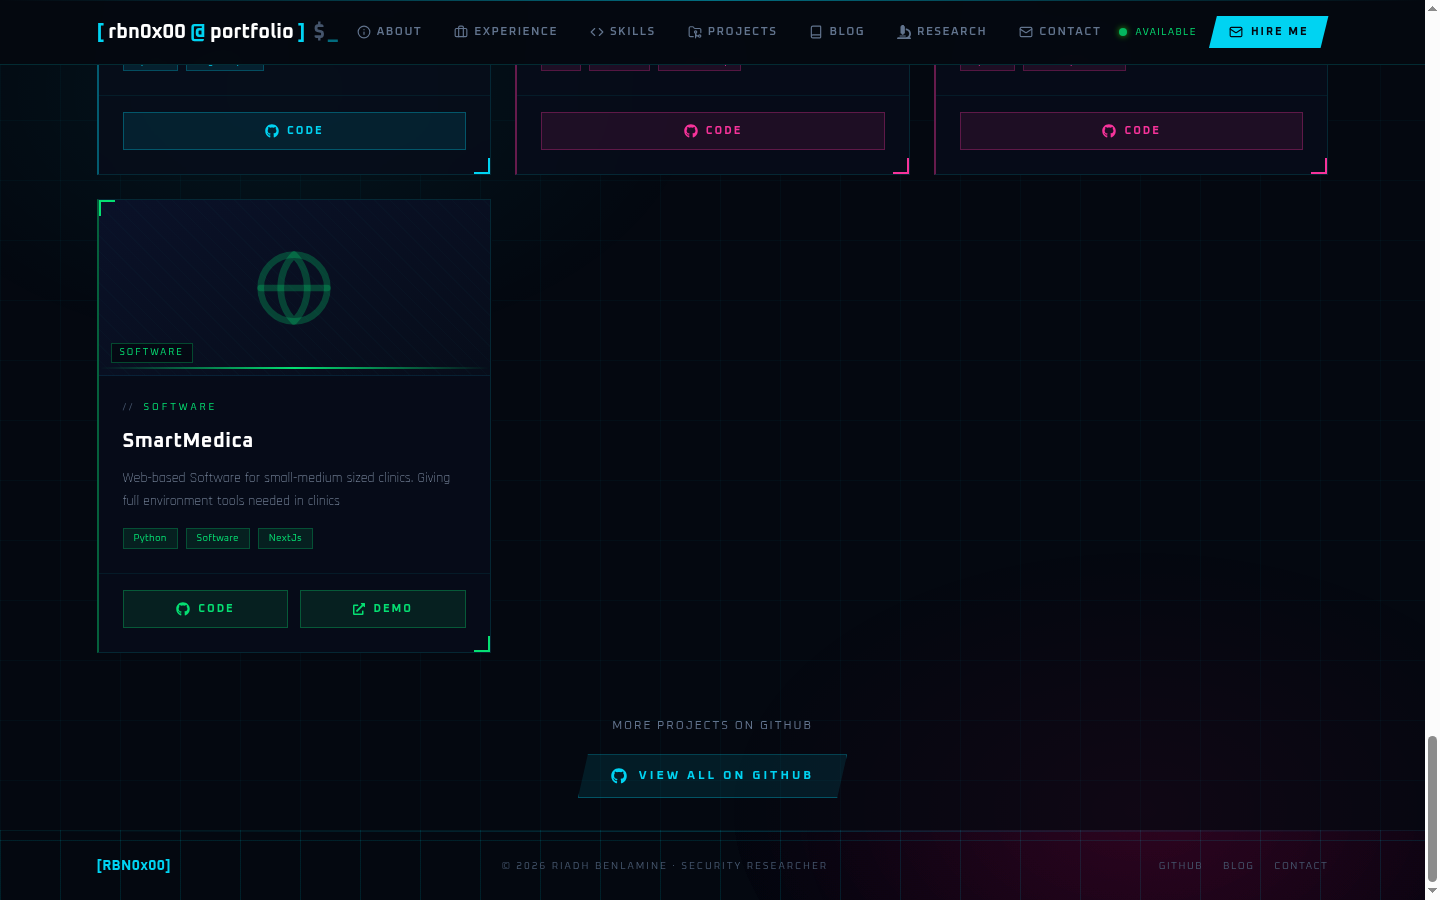 [ rbn0x00 @ portfolio ] $_
ABOUT
EXPERIENCE
SKILLS
PROJECTS
BLOG
RESEARCH
CONTACT
AVAILABLE
HIRE ME
CODE
CODE
CODE
SOFTWARE
// SOFTWARE
SmartMedica
Web-based Software for small-medium sized clinics. Giving
full environment tools needed in clinics
Python
Software
NextJs
CODE
DEMO
MORE PROJECTS ON GITHUB
VIEW ALL ON GITHUB
[RBN0x00]
© 2026 RIADH BENLAMINE · SECURITY RESEARCHER
GITHUB
BLOG
CONTACT